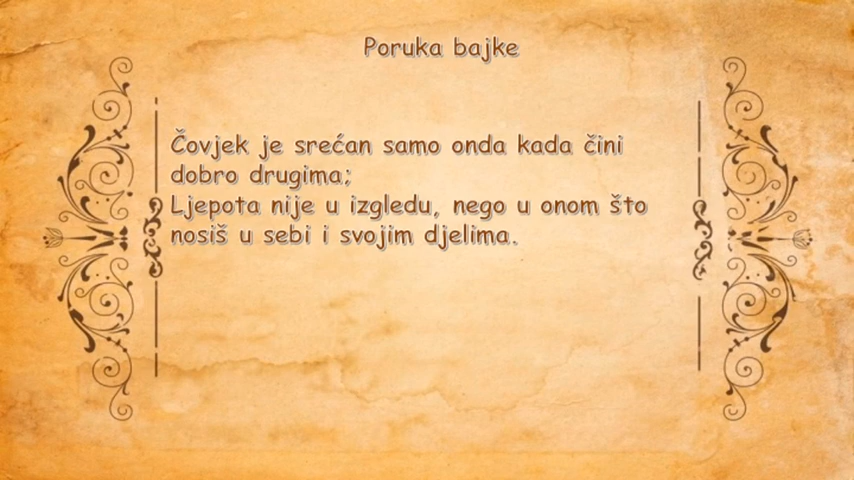 Poruka bajke
Čovjek je srećan samo onda kada čini
dobro drugima;
Ljepota nije u izgledu, nego u onom što
nosiš u sebi i svojim djelima.